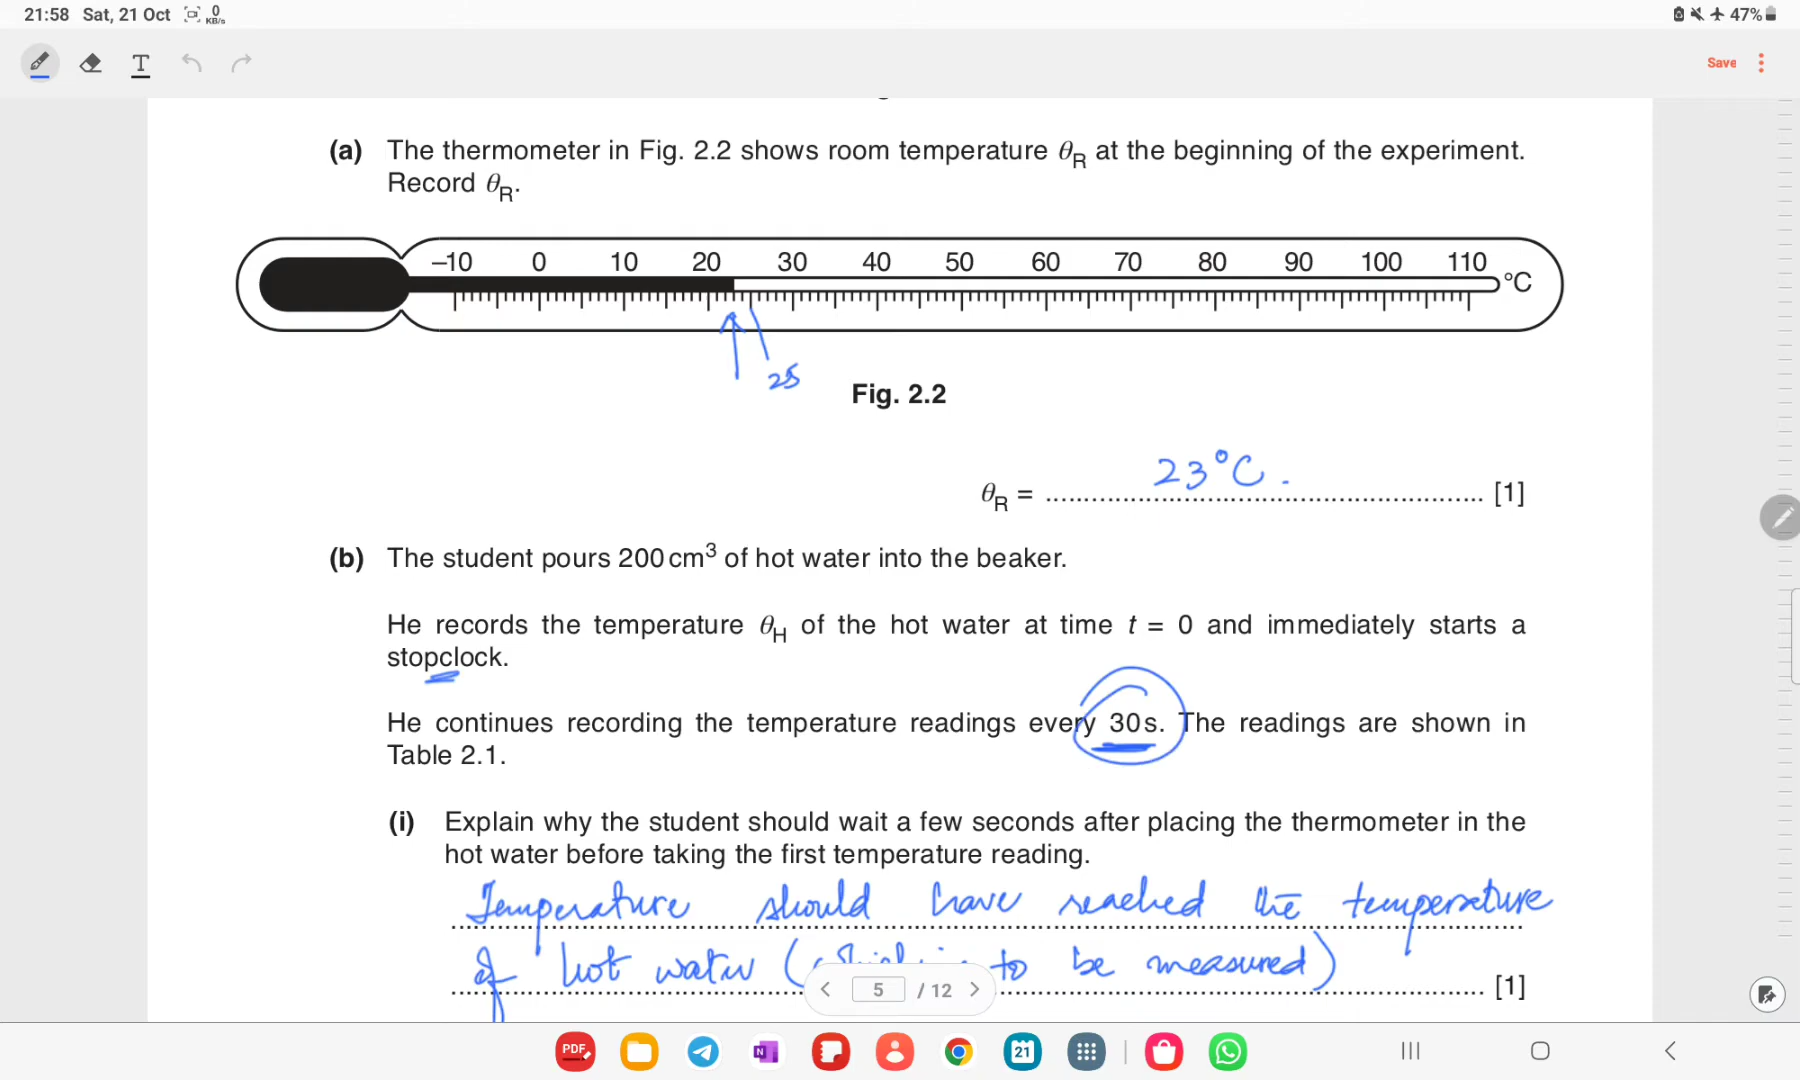 21:58 Sat, 21 Oct 0 KB/s 47%
T Save
(a) The thermometer in Fig. 2.2 shows room temperature θR at the beginning of the experiment.
Record θR.
–10 0 10 20 30 40 50 60 70 80 90 100 110 °C
25
Fig. 2.2
23°C.
θR = [1]
(b) The student pours 200 cm³ of hot water into the beaker.
He records the temperature θH of the hot water at time t = 0 and immediately starts a
stopclock.
He continues recording the temperature readings every 30 s. The readings are shown in
Table 2.1.
(i) Explain why the student should wait a few seconds after placing the thermometer in the
hot water before taking the first temperature reading.
Temperature should have reached the temperature
of hot water ( to be measured)
[1]
5 / 12
PDF N 21